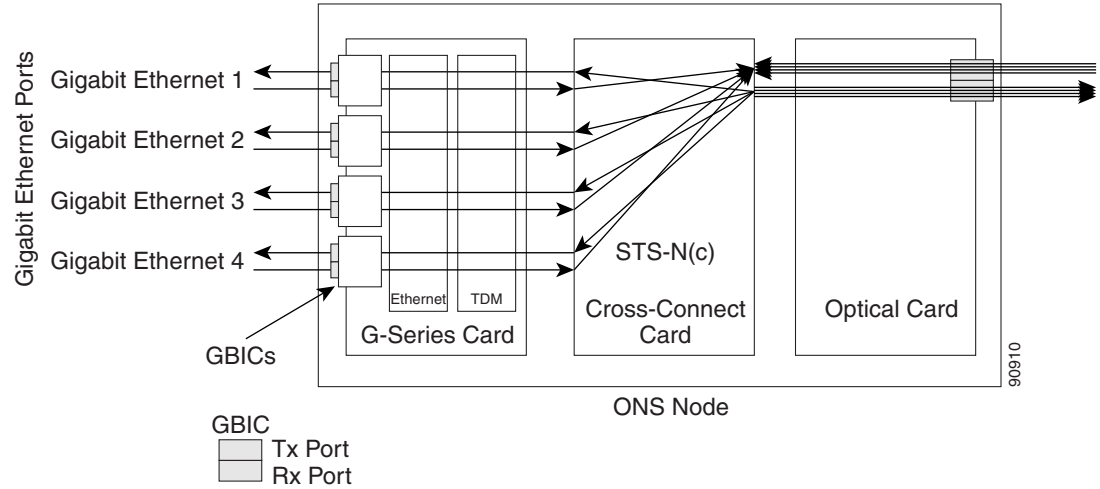 Gigabit Ethernet Ports
Gigabit Ethernet 1
Gigabit Ethernet 2
Gigabit Ethernet 3
Gigabit Ethernet 4
GBICs
Ethernet
TDM
G-Series Card
STS-N(c)
Cross-Connect
Card
Optical Card
90910
ONS Node
GBIC
Tx Port
Rx Port